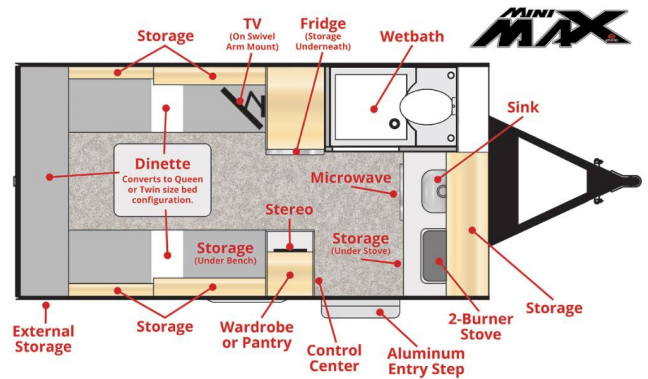 MINI
MAX
TV
(On Swivel
Arm Mount)
Fridge
(Storage
Underneath)
Storage
Wetbath
Sink
Dinette
Converts to Queen
or Twin size bed
configuration.
Microwave
Stereo
Storage
(Under Bench)
Storage
(Under Stove)
Storage
External
Storage
Storage
Wardrobe
or Pantry
Control
Center
Aluminum
Entry Step
2-Burner
Stove